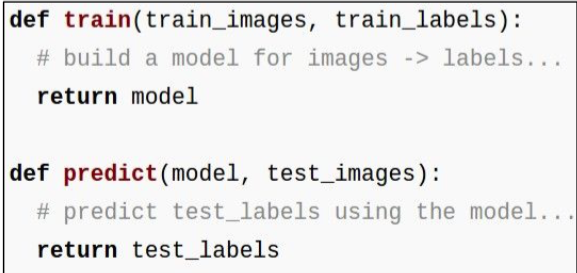 def train(train_images, train_labels):
  # build a model for images -> labels...
  return model

def predict(model, test_images):
  # predict test_labels using the model...
  return test_labels